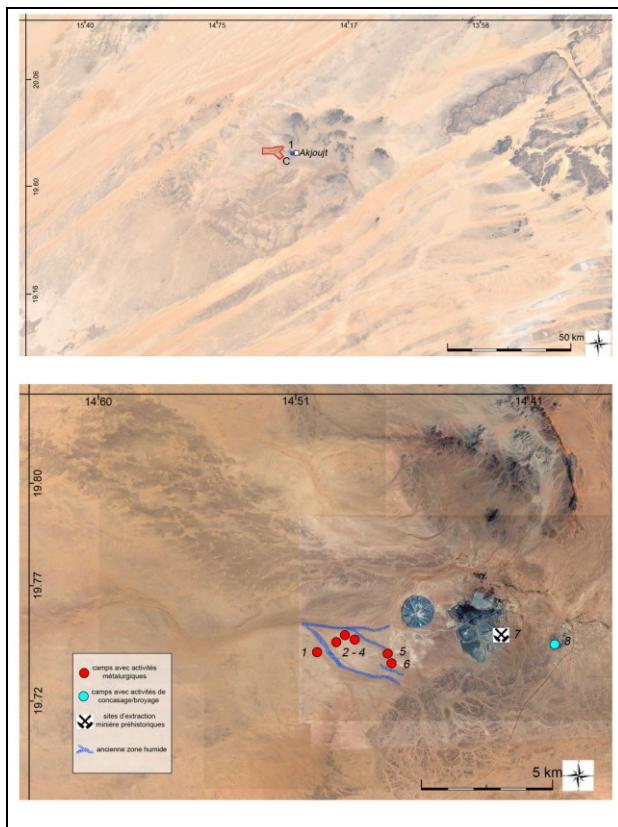 15.40
14.75
14.17
13.58
20.06
19.60
19.16
1
Akjoujt
C
50 km
14.60
14.51
14.41
19.80
19.77
19.72
1
2 - 4
5
6
7
8
camps avec activités
métalurgiques
camps avec activités de
concasage/broyage
sites d'extraction
minière préhistoriques
ancienne zone humide
5 km